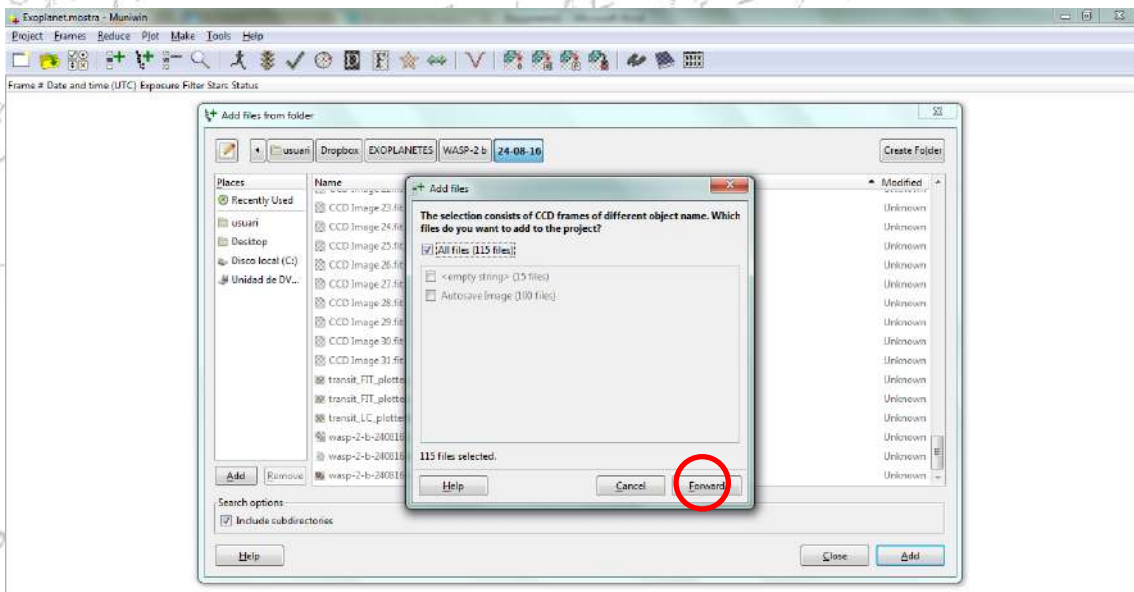 Exoplanet.mostra - Muniwin
Project Frames Reduce Plot Make Tools Help
Frame # Date and time (UTC) Exposure Filter Stars Status
Add files from folder
usuari Dropbox EXOPLANETES WASP-2 b 24-08-16 Create Folder
Places Name Modified
Recently Used
usuari
Desktop
Disco local (C:)
Unidad de DV...
CCD Image 23.fit Unknown
CCD Image 24.fit Unknown
CCD Image 25.fit Unknown
CCD Image 26.fit Unknown
CCD Image 27.fit Unknown
CCD Image 28.fit Unknown
CCD Image 29.fit Unknown
CCD Image 30.fit Unknown
CCD Image 31.fit Unknown
transit_FIT_plotte Unknown
transit_FIT_plotte Unknown
transit_LC_plotte Unknown
wasp-2-b-240816 Unknown
wasp-2-b-240816 Unknown
wasp-2-b-240816 Unknown
Add Remove
Add files
The selection consists of CCD frames of different object name. Which
files do you want to add to the project?
All files (115 files)
<empty string> (15 files)
Autosave Image (100 files)
115 files selected.
Help Cancel Forward
Search options
Include subdirectories
Help Close Add